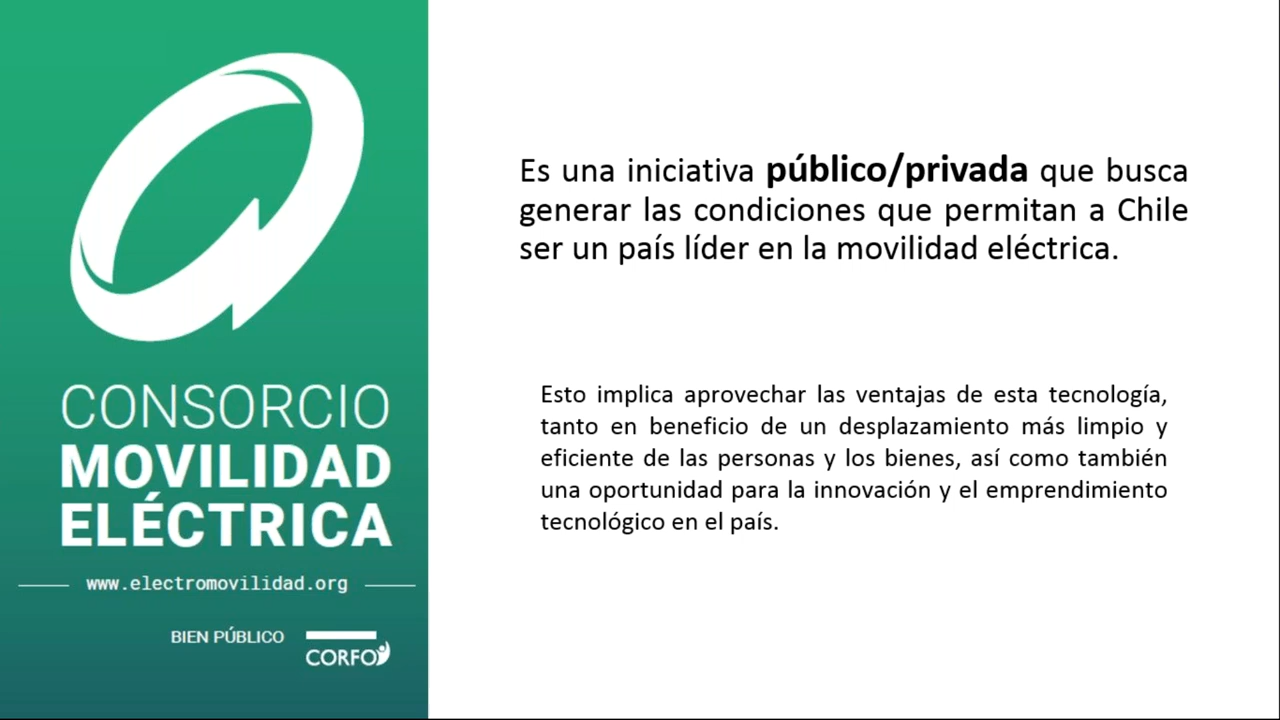 CONSORCIO
MOVILIDAD
ELÉCTRICA
www.electromovilidad.org
BIEN PÚBLICO
CORFO
Es una iniciativa público/privada que busca
generar las condiciones que permitan a Chile
ser un país líder en la movilidad eléctrica.
Esto implica aprovechar las ventajas de esta tecnología,
tanto en beneficio de un desplazamiento más limpio y
eficiente de las personas y los bienes, así como también
una oportunidad para la innovación y el emprendimiento
tecnológico en el país.